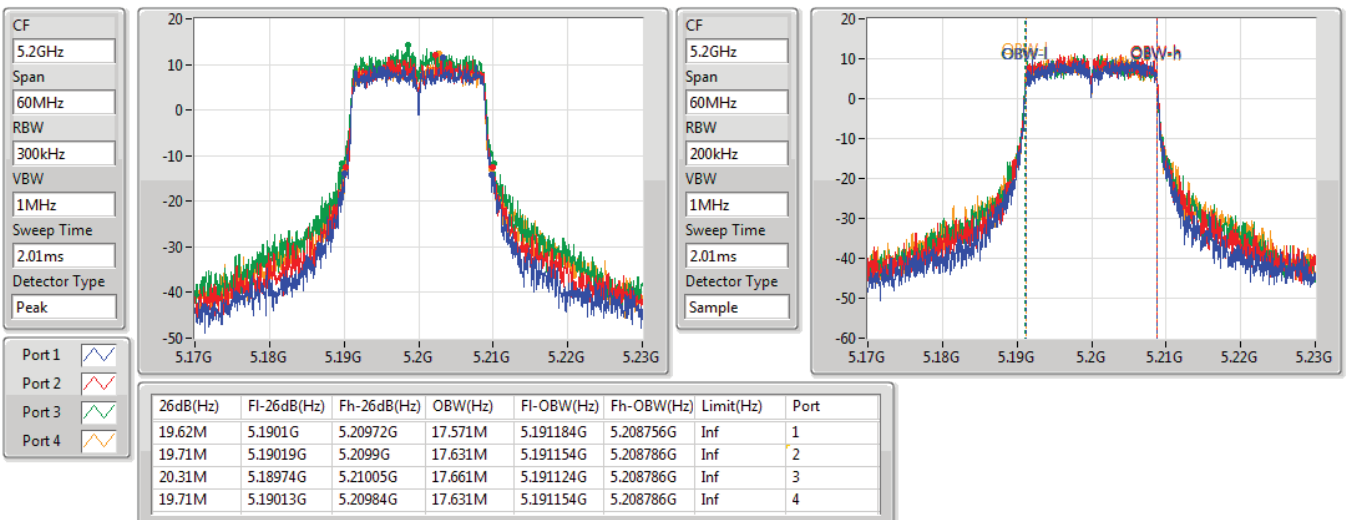 CF
5.2GHz
Span
60MHz
RBW
300kHz
VBW
1MHz
Sweep Time
2.01ms
Detector Type
Peak
20
10
0
-10
-20
-30
-40
-50
5.17G 5.18G 5.19G 5.2G 5.21G 5.22G 5.23G
CF
5.2GHz
Span
60MHz
RBW
200kHz
VBW
1MHz
Sweep Time
2.01ms
Detector Type
Sample
20
10
0
-10
-20
-30
-40
-50
-60
OBW-l OBW-h
5.17G 5.18G 5.19G 5.2G 5.21G 5.22G 5.23G
Port 1
Port 2
Port 3
Port 4
26dB(Hz) Fl-26dB(Hz) Fh-26dB(Hz) OBW(Hz) Fl-OBW(Hz) Fh-OBW(Hz) Limit(Hz) Port
19.62M 5.1901G 5.20972G 17.571M 5.191184G 5.208756G Inf 1
19.71M 5.19019G 5.2099G 17.631M 5.191154G 5.208786G Inf 2
20.31M 5.18974G 5.21005G 17.661M 5.191124G 5.208786G Inf 3
19.71M 5.19013G 5.20984G 17.631M 5.191154G 5.208786G Inf 4